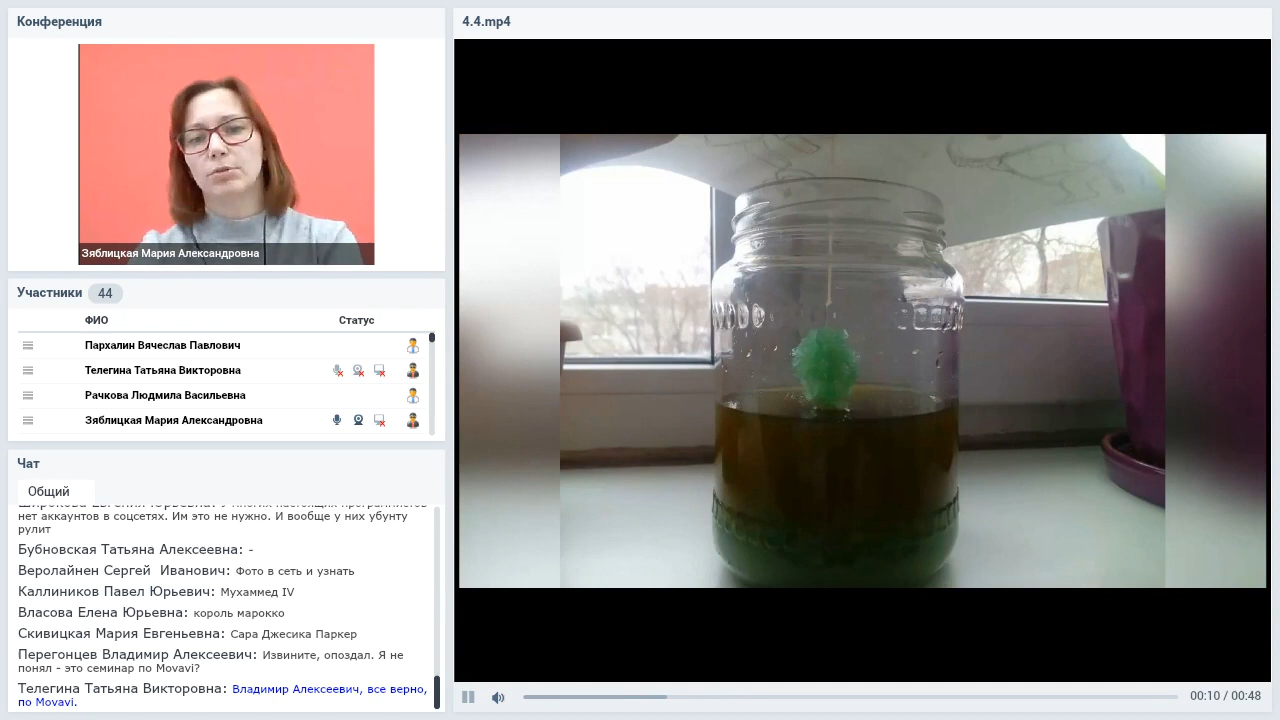 Конференция
Зяблицкая Мария Александровна
Участники 44
ФИО Статус
Пархалин Вячеслав Павлович
Телегина Татьяна Викторовна
Рачкова Людмила Васильевна
Зяблицкая Мария Александровна
Чат
Общий
нет аккаунтов в соцсетях. Им это не нужно. И вообще у них убунту
рулит
Бубновская Татьяна Алексеевна: -
Веролайнен Сергей Иванович: Фото в сеть и узнать
Каллиников Павел Юрьевич: Мухаммед IV
Власова Елена Юрьевна: король марокко
Скивицкая Мария Евгеньевна: Сара Джесика Паркер
Перегонцев Владимир Алексеевич: Извините, опоздал. Я не
понял - это семинар по Movavi?
Телегина Татьяна Викторовна: Владимир Алексеевич, все верно,
по Movavi.
4.4.mp4
00:10 / 00:48